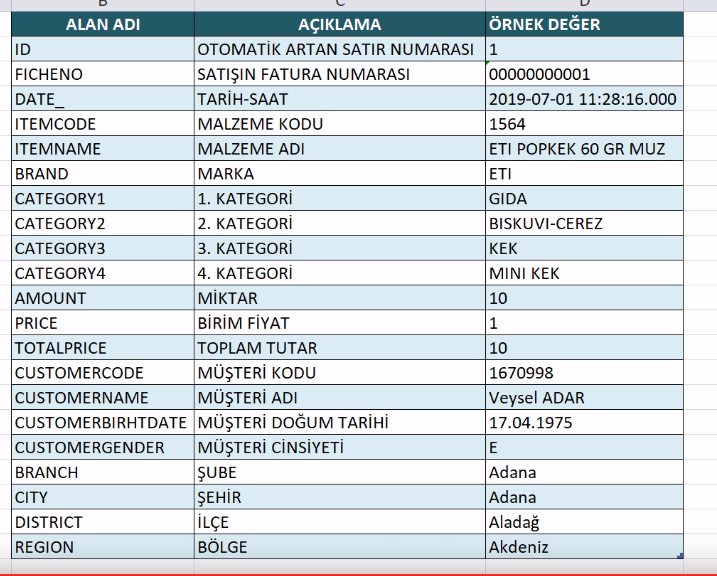 B C D
ALAN ADI AÇIKLAMA ÖRNEK DEĞER
ID OTOMATİK ARTAN SATIR NUMARASI 1
FICHENO SATIŞIN FATURA NUMARASI 00000000001
DATE_ TARİH-SAAT 2019-07-01 11:28:16.000
ITEMCODE MALZEME KODU 1564
ITEMNAME MALZEME ADI ETI POPKEK 60 GR MUZ
BRAND MARKA ETI
CATEGORY1 1. KATEGORİ GIDA
CATEGORY2 2. KATEGORİ BISKUVI-CEREZ
CATEGORY3 3. KATEGORİ KEK
CATEGORY4 4. KATEGORİ MINI KEK
AMOUNT MİKTAR 10
PRICE BİRİM FİYAT 1
TOTALPRICE TOPLAM TUTAR 10
CUSTOMERCODE MÜŞTERİ KODU 1670998
CUSTOMERNAME MÜŞTERİ ADI Veysel ADAR
CUSTOMERBIRHTDATE MÜŞTERİ DOĞUM TARİHİ 17.04.1975
CUSTOMERGENDER MÜŞTERİ CİNSİYETİ E
BRANCH ŞUBE Adana
CITY ŞEHİR Adana
DISTRICT İLÇE Aladağ
REGION BÖLGE Akdeniz